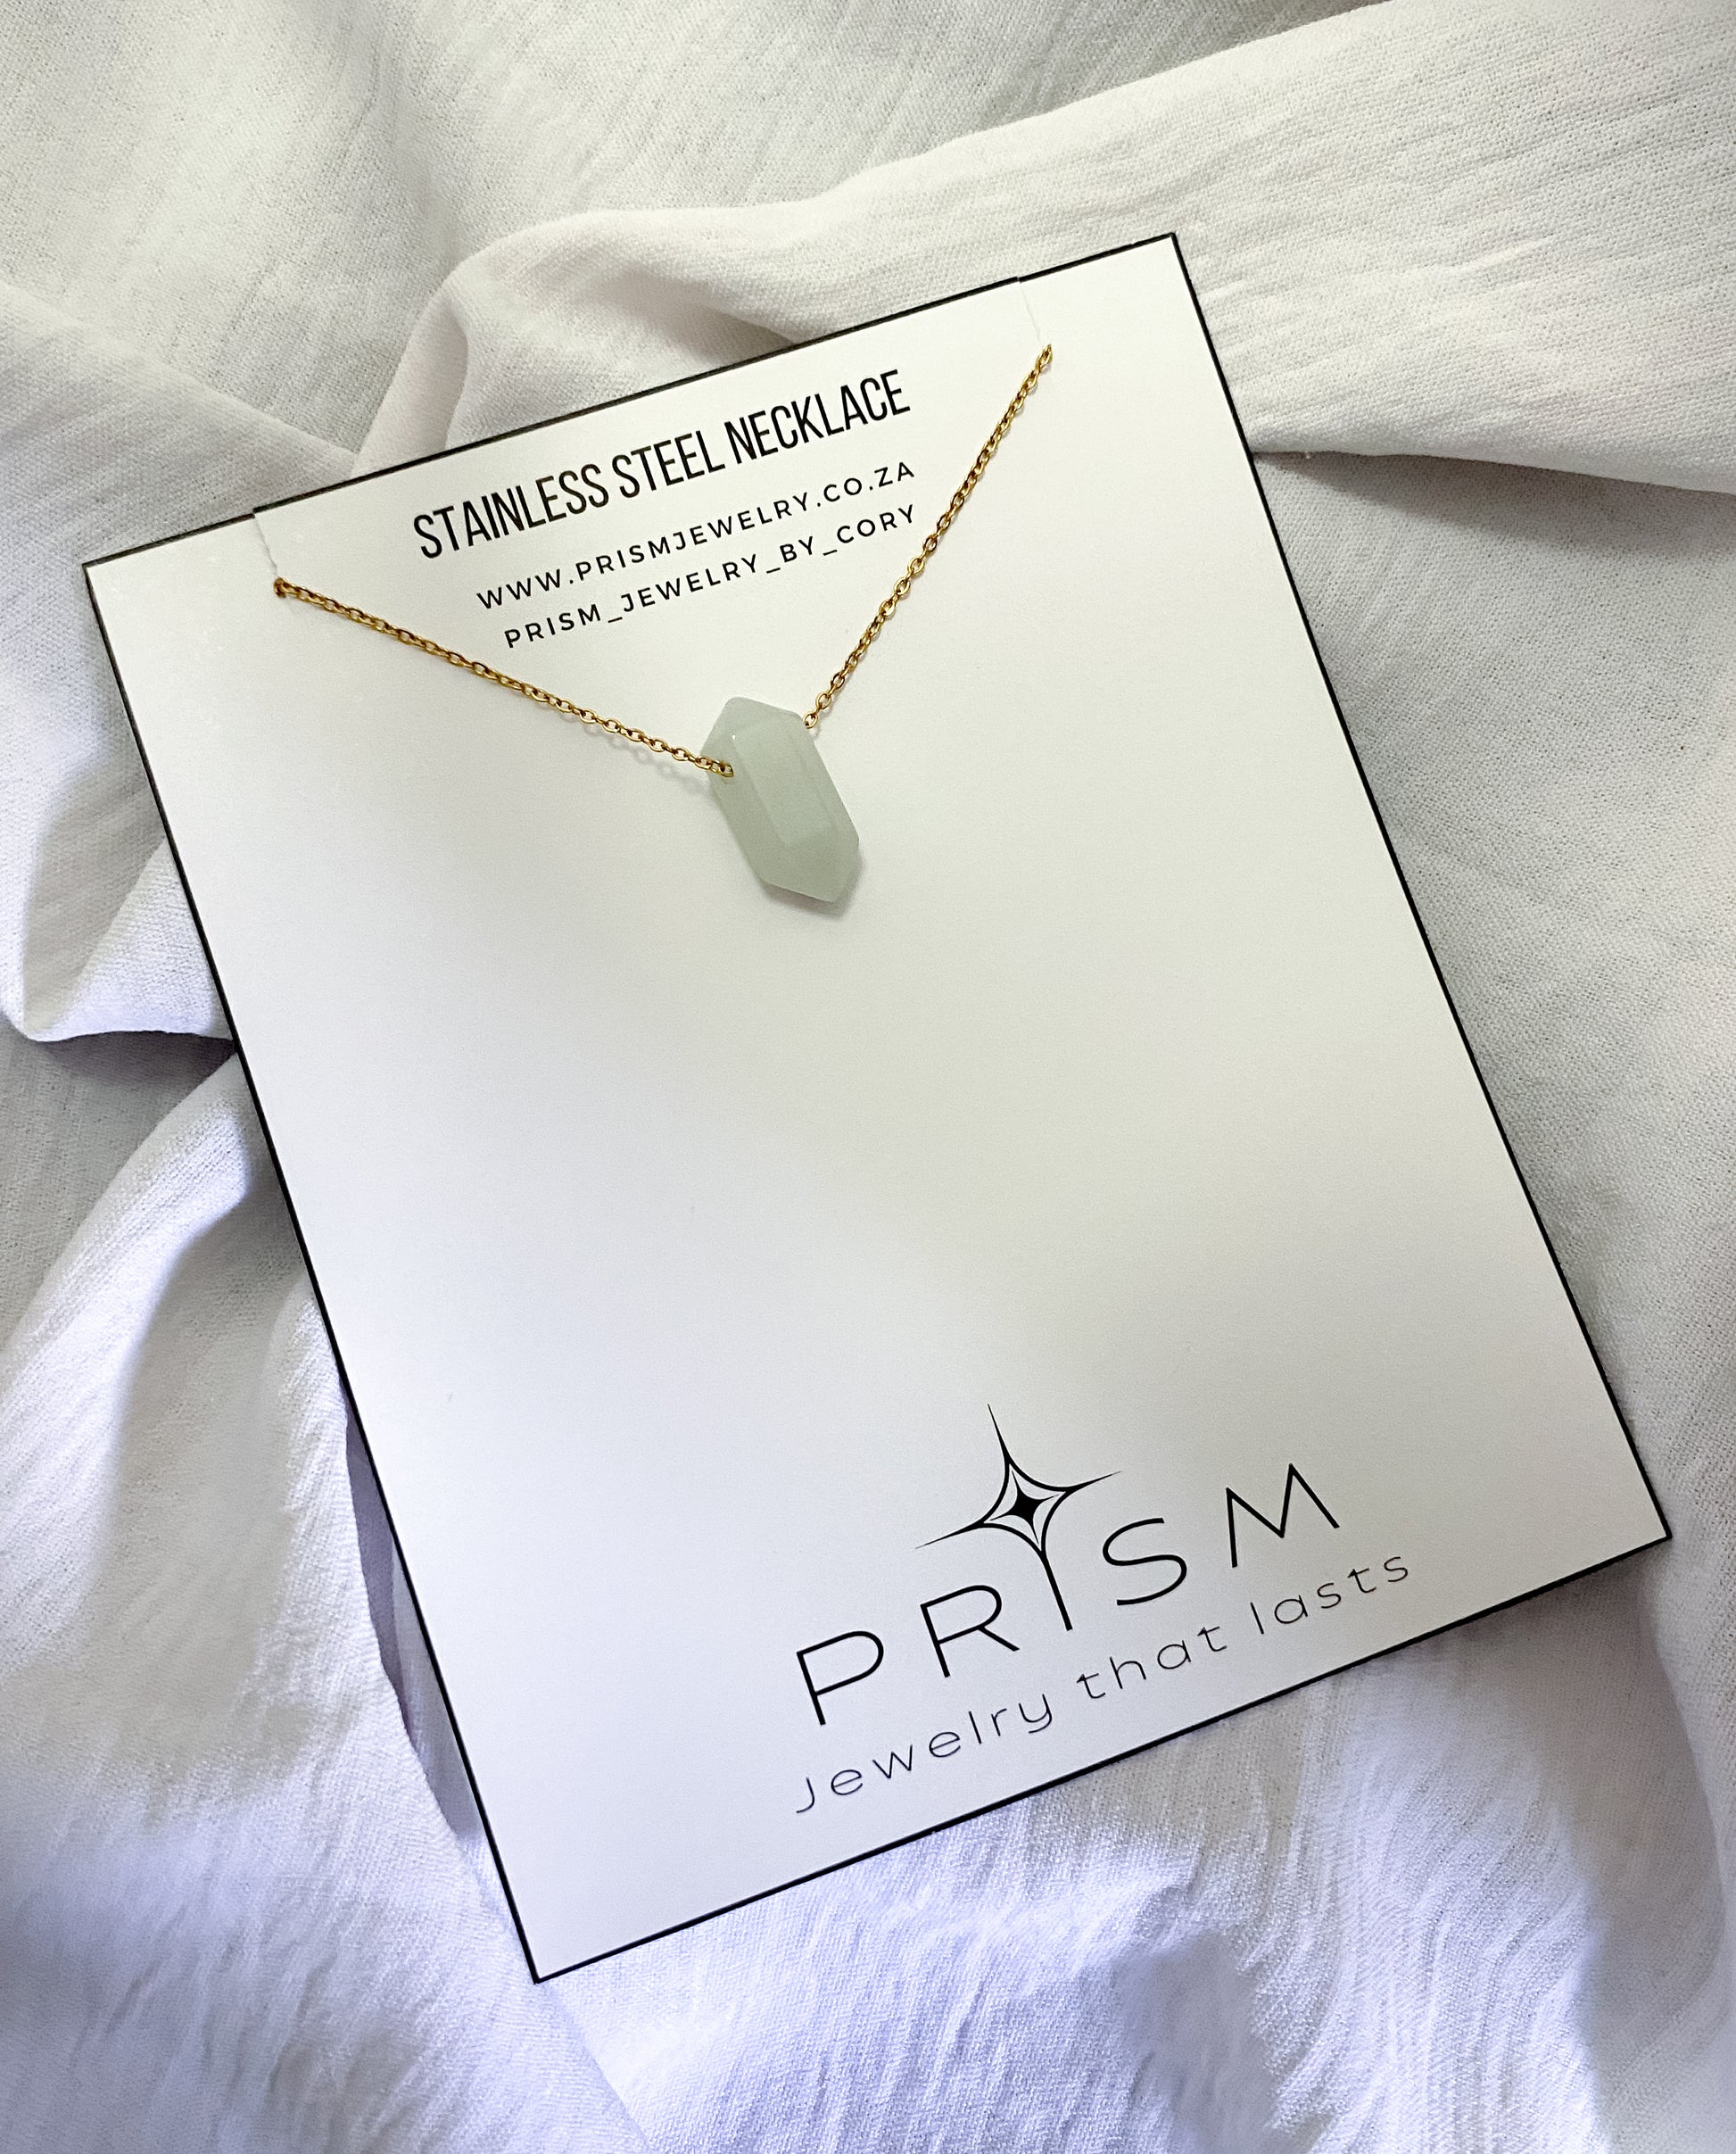 STAINLESS STEEL NECKLACE
WWW.PRISMJEWELRY.CO.ZA
PRISM_JEWELRY_BY_CORY
PRISM
Jewelry that lasts